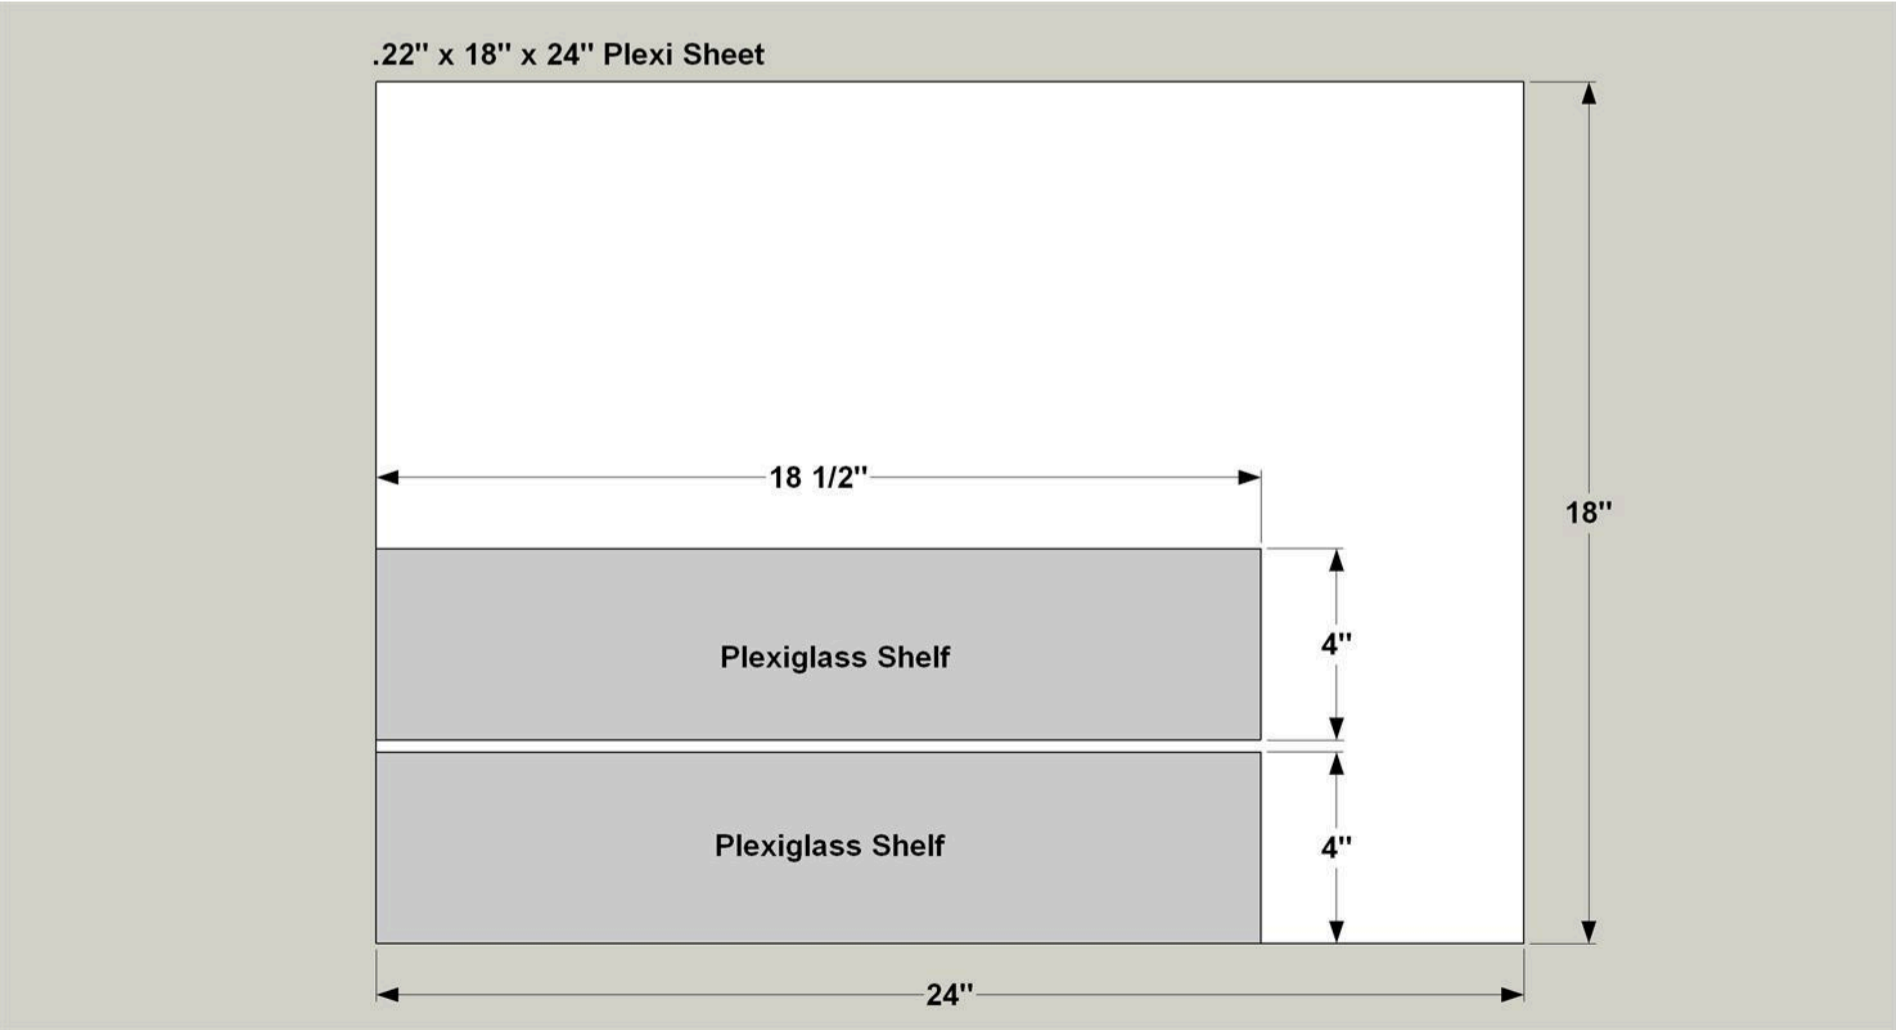 .22" x 18" x 24" Plexi Sheet
18 1/2"
18"
Plexiglass Shelf
4"
Plexiglass Shelf
4"
24"